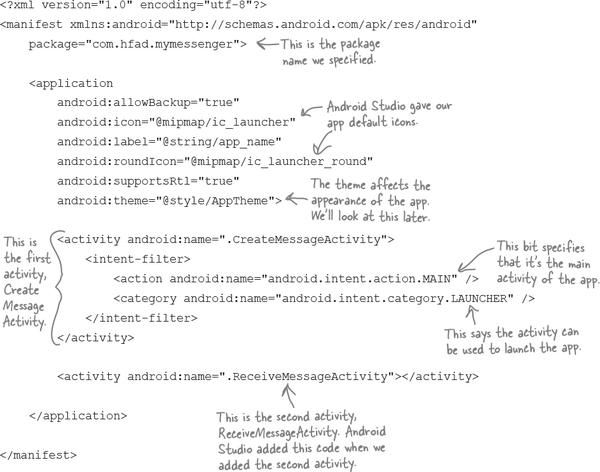 <?xml version="1.0" encoding="utf-8"?>
<manifest xmlns:android="http://schemas.android.com/apk/res/android"
package="com.hfad.mymessenger">
This is the package
name we specified.
<application
android:allowBackup="true"
android:icon="@mipmap/ic_launcher"
android:label="@string/app_name"
android:roundIcon="@mipmap/ic_launcher_round"
android:supportsRtl="true"
android:theme="@style/AppTheme">
Android Studio gave our
app default icons.
The theme affects the
appearance of the app.
We'll look at this later.
This is
the first
activity,
Create
Message
Activity.
<activity android:name=".CreateMessageActivity">
<intent-filter>
<action android:name="android.intent.action.MAIN" />
<category android:name="android.intent.category.LAUNCHER" />
</intent-filter>
</activity>
This bit specifies
that it's the main
activity of the app.
This says the activity can
be used to launch the app.
<activity android:name=".ReceiveMessageActivity"></activity>
</application>
This is the second activity,
ReceiveMessageActivity. Android
Studio added this code when we
added the second activity.
</manifest>